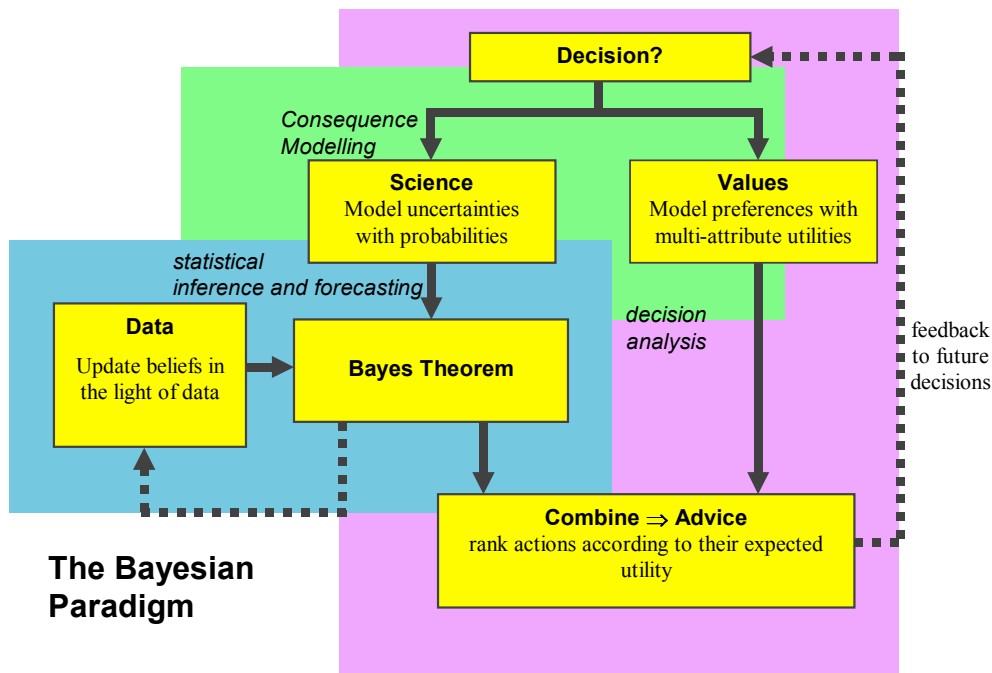 Decision?
Consequence
Modelling
Science
Model uncertainties
with probabilities
Values
Model preferences with
multi-attribute utilities
statistical
inference and forecasting
Data
Update beliefs in
the light of data
Bayes Theorem
decision
analysis
feedback
to future
decisions
Combine ⇒ Advice
rank actions according to their expected
utility
The Bayesian
Paradigm